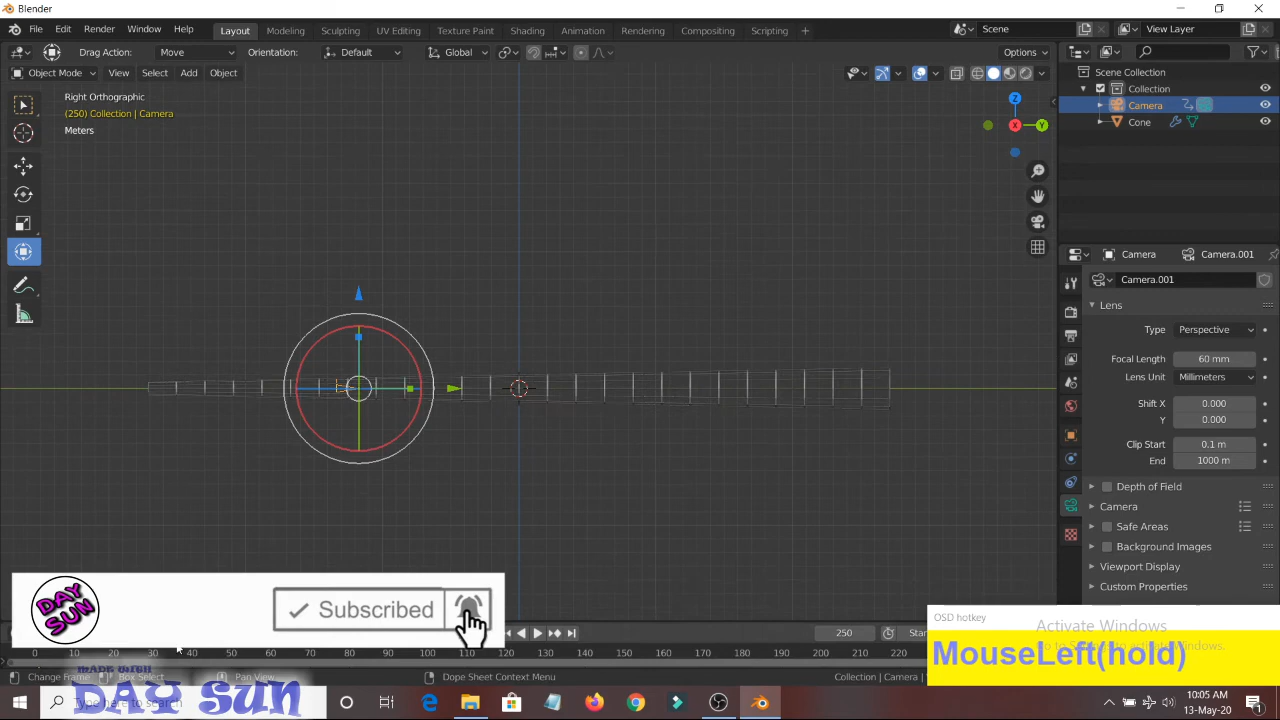 Blender
File Edit Render Window Help Layout Modeling Sculpting UV Editing Texture Paint Shading Animation Rendering Compositing Scripting + Scene View Layer
Drag Action: Move Orientation: Default Global Options
Object Mode View Select Add Object
Right Orthographic
(250) Collection | Camera
Meters
Z
X
Y
Scene Collection
Collection
Camera
Cone
Camera Camera.001
Camera.001
Lens
Type Perspective
Focal Length 60 mm
Lens Unit Millimeters
Shift X 0.000
Y 0.000
Clip Start 0.1 m
End 1000 m
Depth of Field
Camera
Safe Areas
Background Images
Viewport Display
Custom Properties
DAY SUN
Subscribed
250
0 10 20 30 40 50 60 70 80 90 100 110 120 130 140 150 160 170 180 190 200 210 220
OSD hotkey
Activate Windows
MouseLeft(hold)
Change Frame Box Select Pan View Dope Sheet Context Menu Collection | Camera
MADE WITH
DAY SUN
Type here to search
10:05 AM
13-May-20